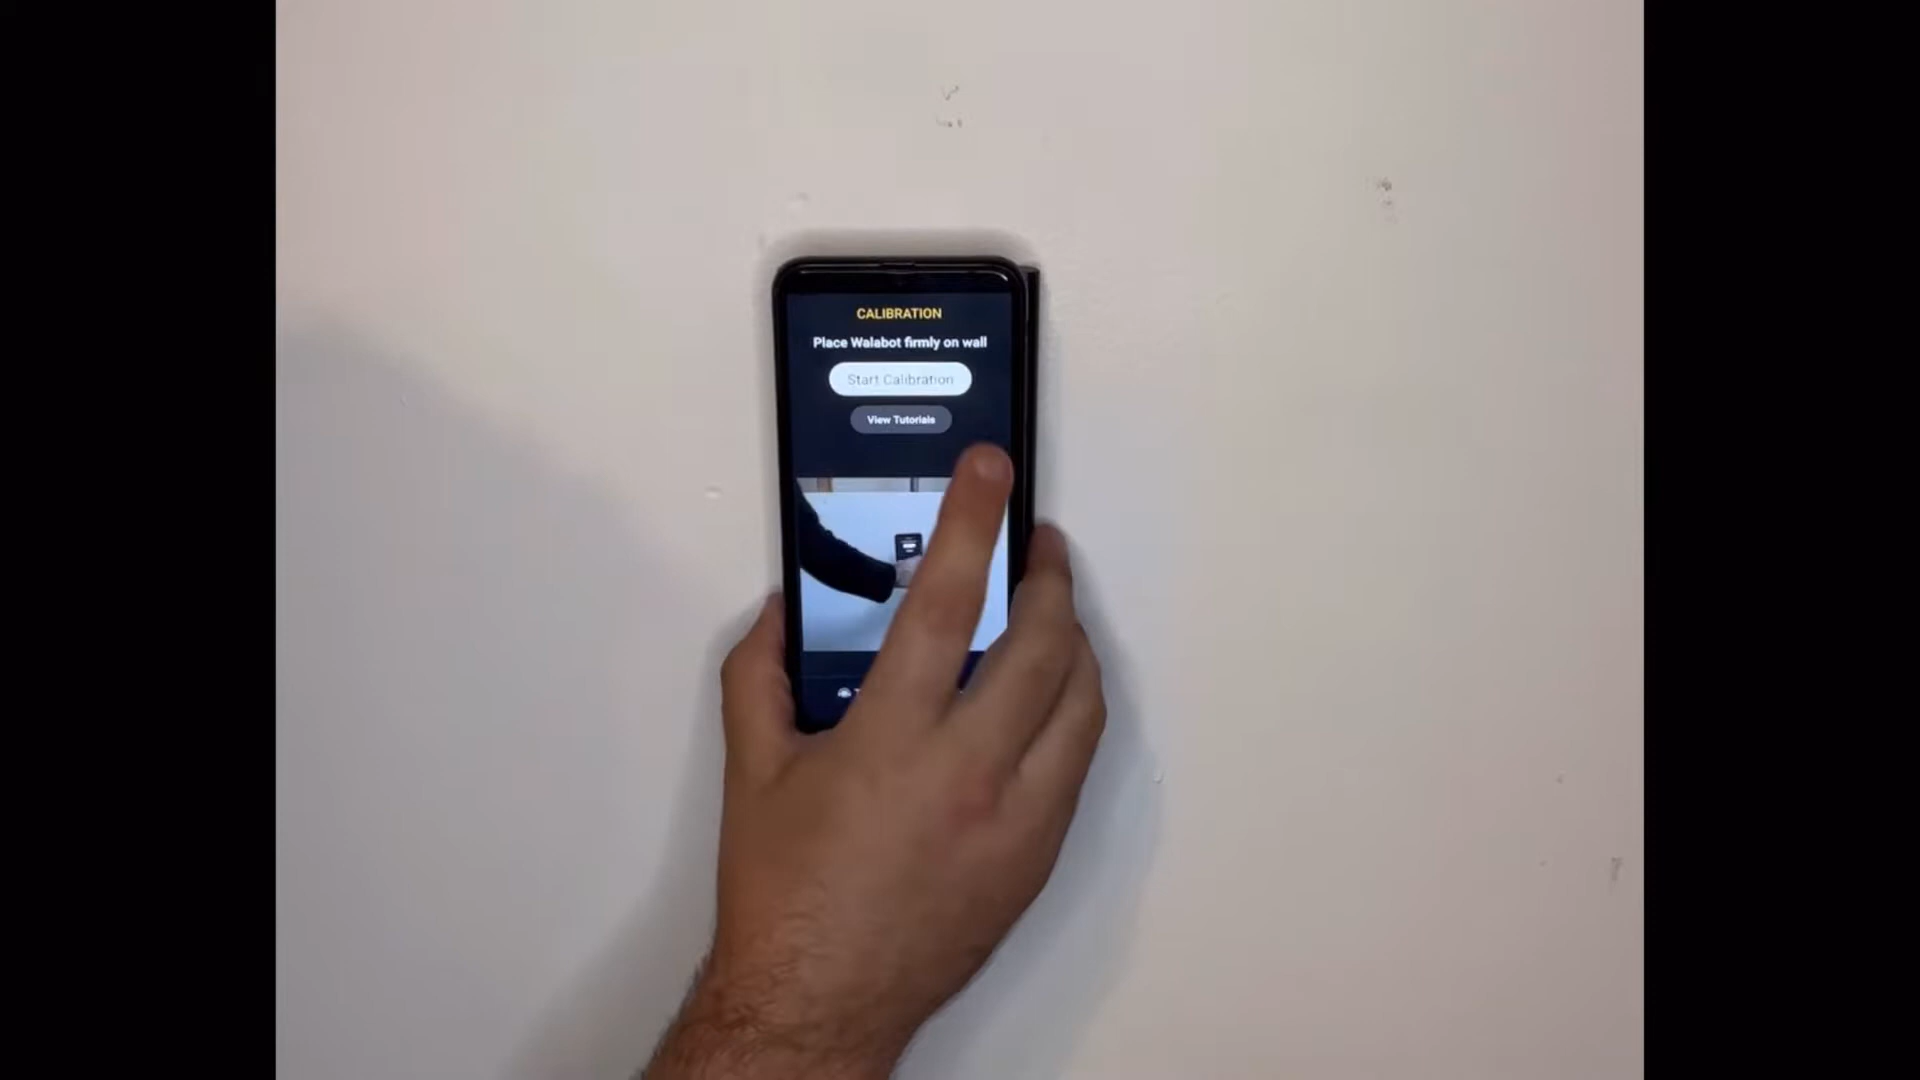 CALIBRATION
Place Walabot firmly on wall
Start Calibration
View Tutorials